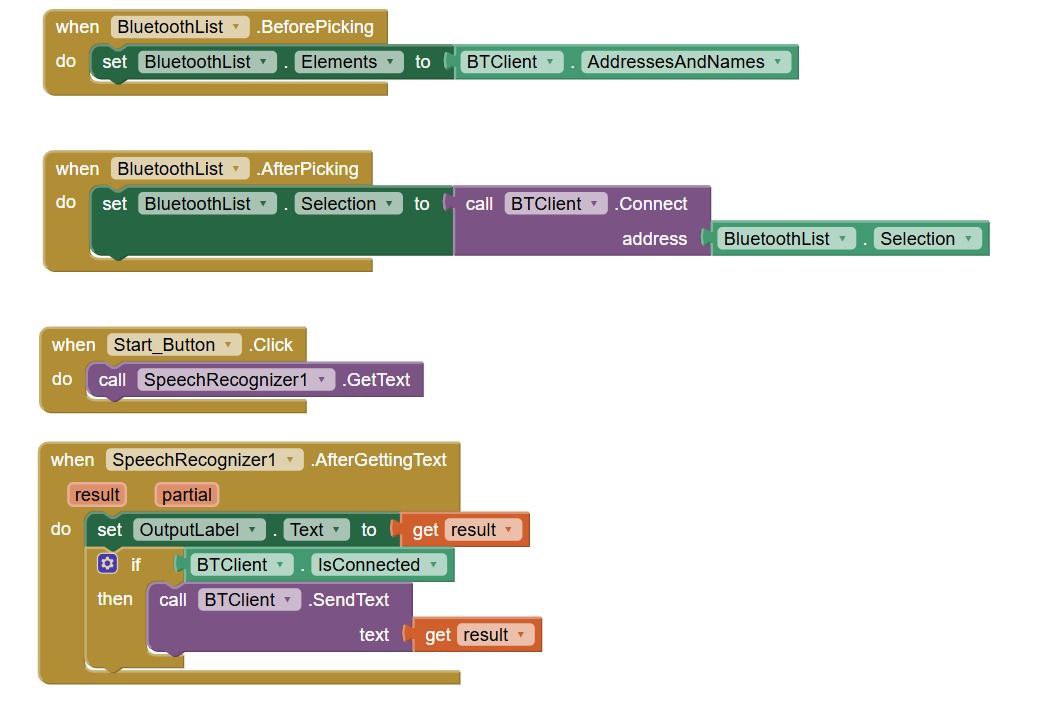 when BluetoothList .BeforePicking
do set BluetoothList . Elements to BTClient . AddressesAndNames
when BluetoothList .AfterPicking
do set BluetoothList . Selection to call BTClient .Connect
address BluetoothList . Selection
when Start_Button .Click
do call SpeechRecognizer1 .GetText
when SpeechRecognizer1 .AfterGettingText
result partial
do set OutputLabel . Text to get result
if BTClient . IsConnected
then call BTClient .SendText
text get result